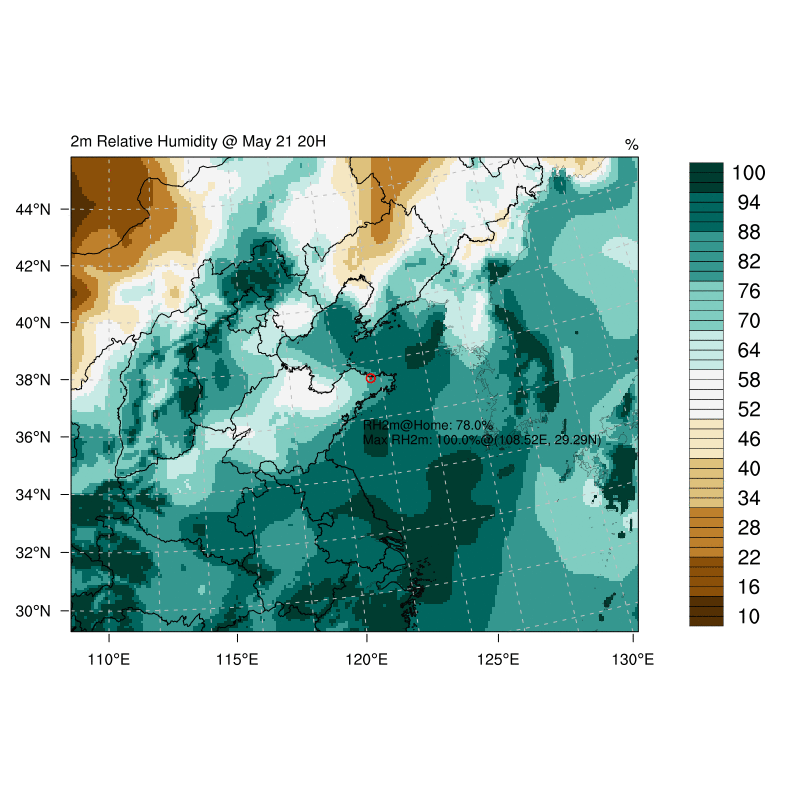 2m Relative Humidity @ May 21 20H
%
44°N
42°N
40°N
38°N
36°N
34°N
32°N
30°N
110°E
115°E
120°E
125°E
130°E
RH2m@Home: 78.0%
Max RH2m: 100.0%@(108.52E, 29.29N)
100
94
88
82
76
70
64
58
52
46
40
34
28
22
16
10